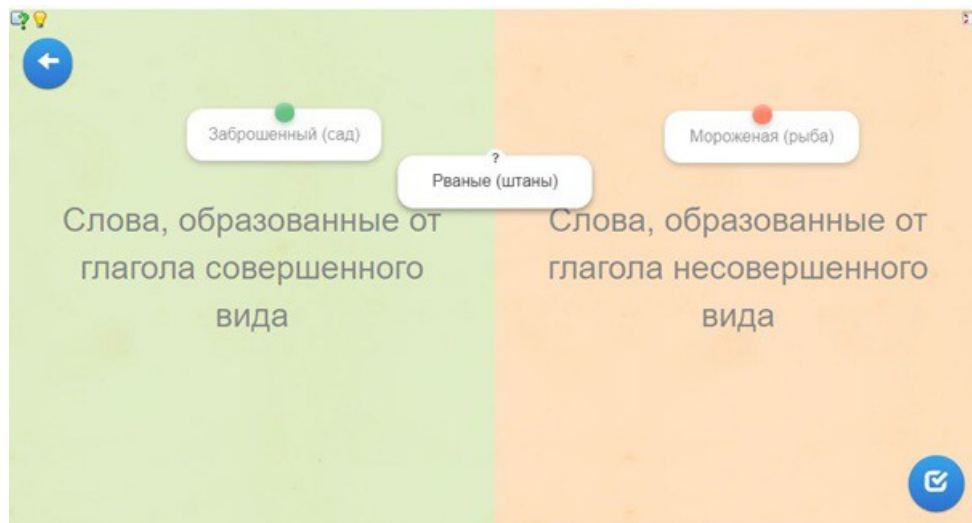 Заброшенный (сад)
Мороженая (рыба)
?
Рваные (штаны)
Слова, образованные от
глагола совершенного
вида
Слова, образованные от
глагола несовершенного
вида